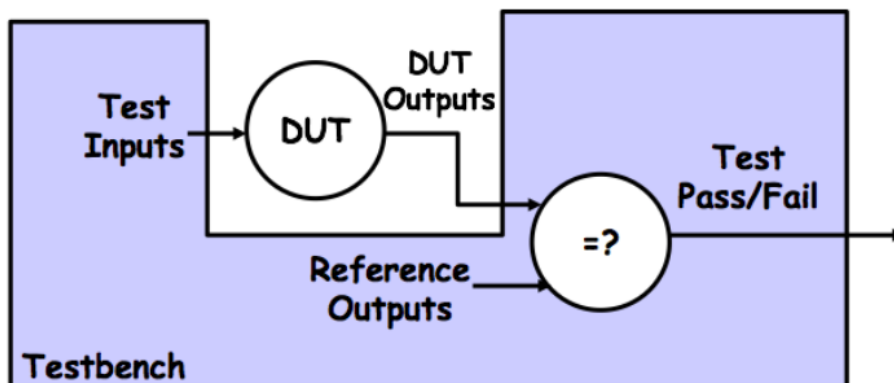 Test
Inputs
DUT
DUT
Outputs
Test
Pass/Fail
=?
Reference
Outputs
Testbench